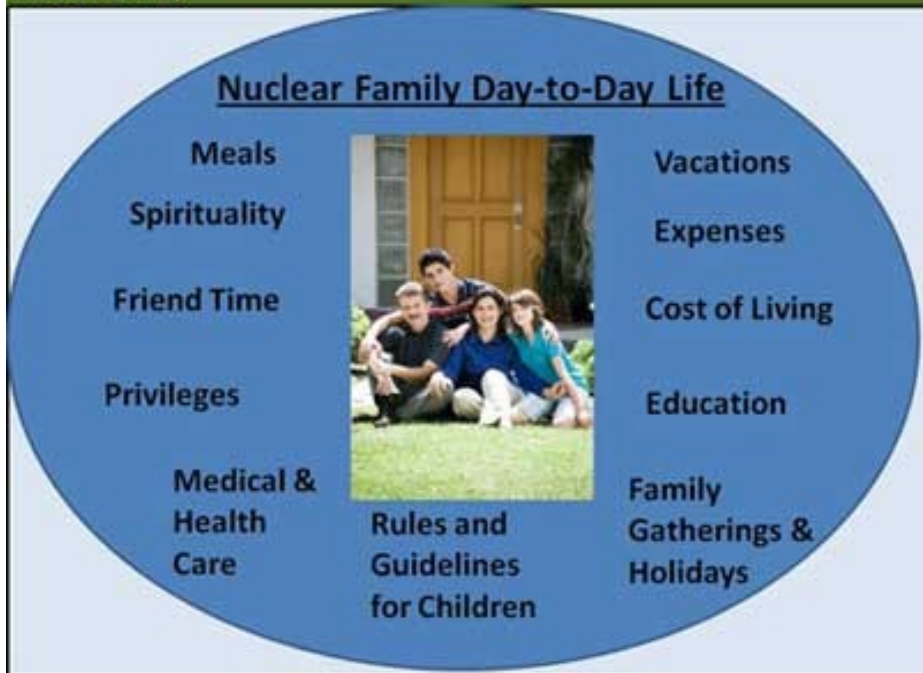 Nuclear Family Day-to-Day Life
Meals
Spirituality
Friend Time
Privileges
Medical &
Health
Care
Rules and
Guidelines
for Children
Vacations
Expenses
Cost of Living
Education
Family
Gatherings &
Holidays